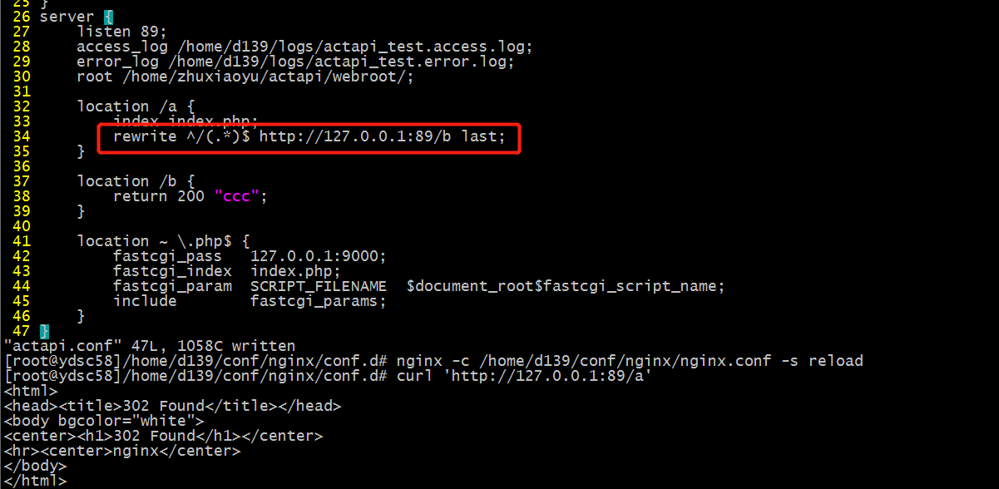 25 }
26 server {
27     listen 89;
28     access_log /home/d139/logs/actapi_test.access.log;
29     error_log /home/d139/logs/actapi_test.error.log;
30     root /home/zhuxiaoyu/actapi/webroot/;
31
32     location /a {
33         index index.php;
34         rewrite ^/(.*)$ http://127.0.0.1:89/b last;
35     }
36
37     location /b {
38         return 200 "ccc";
39     }
40
41     location ~ \.php$ {
42         fastcgi_pass   127.0.0.1:9000;
43         fastcgi_index  index.php;
44         fastcgi_param  SCRIPT_FILENAME  $document_root$fastcgi_script_name;
45         include        fastcgi_params;
46     }
47 }
"actapi.conf" 47L, 1058C written
[root@ydsc58]/home/d139/conf/nginx/conf.d# nginx -c /home/d139/conf/nginx/nginx.conf -s reload
[root@ydsc58]/home/d139/conf/nginx/conf.d# curl 'http://127.0.0.1:89/a'
<html>
<head><title>302 Found</title></head>
<body bgcolor="white">
<center><h1>302 Found</h1></center>
<hr><center>nginx</center>
</body>
</html>